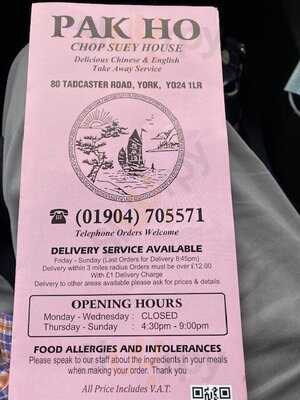 PAK HO
CHOP SUEY HOUSE
Delicious Chinese & English
Take Away Service
80 TADCASTER ROAD, YORK, YO24 1LR
(01904) 705571
Telephone Orders Welcome
DELIVERY SERVICE AVAILABLE
Friday - Sunday (Last Orders for Delivery 8:45pm)
Delivery within 3 miles radius Orders must be over £12.00
With £1 Delivery Charge
Delivery to other areas available please ask for prices & details
OPENING HOURS
Monday - Wednesday : CLOSED
Thursday - Sunday : 4:30pm - 9:00pm
FOOD ALLERGIES AND INTOLERANCES
Please speak to our staff about the ingredients in your meals
when making your order. Thank you
All Price Includes V.A.T.